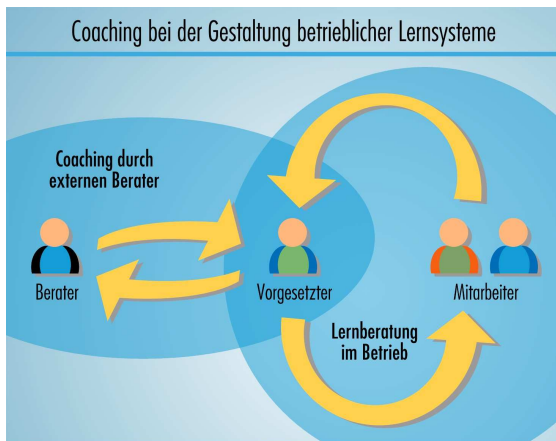 Coaching bei der Gestaltung betrieblicher Lernsysteme
Coaching durch
externen Berater
Berater
Vorgesetzter
Mitarbeiter
Lernberatung
im Betrieb